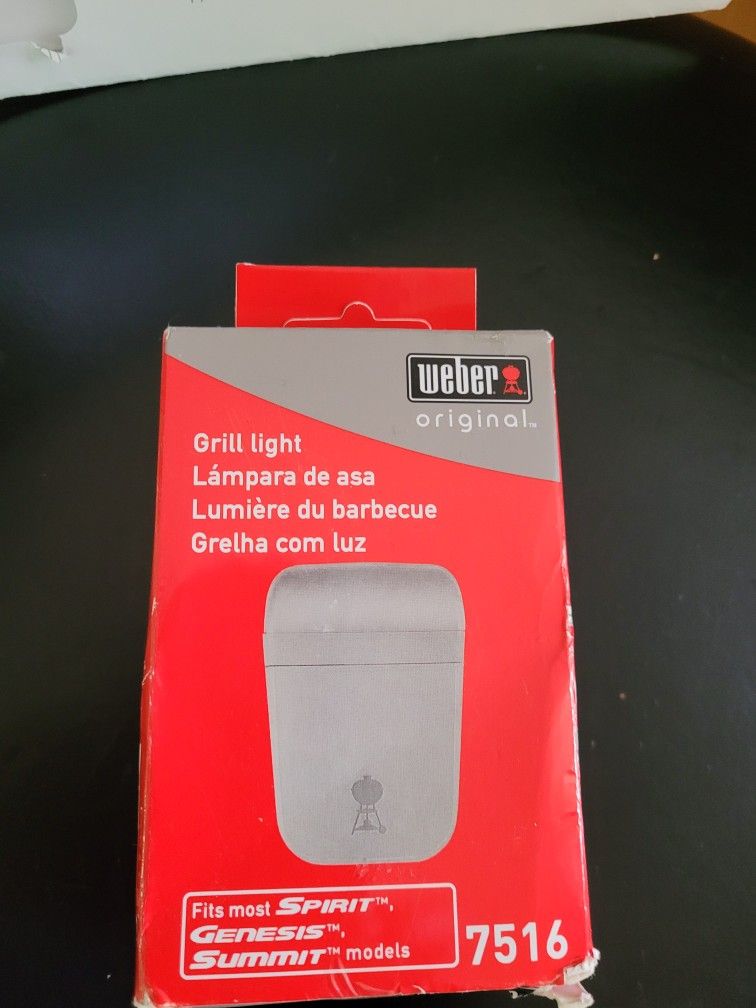 weber
original™
Grill light
Lámpara de asa
Lumière du barbecue
Grelha com luz
Fits most SPIRIT™,
GENESIS™,
SUMMIT™ models
7516